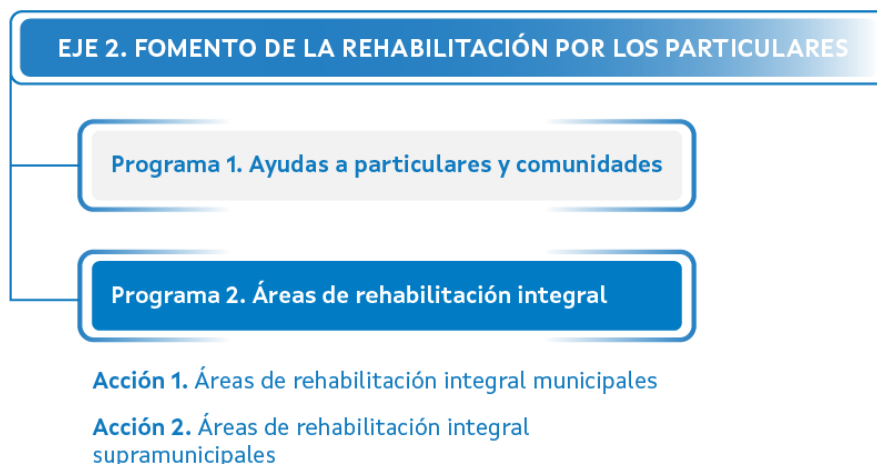 EJE 2. FOMENTO DE LA REHABILITACIÓN POR LOS PARTICULARES
Programa 1. Ayudas a particulares y comunidades
Programa 2. Áreas de rehabilitación integral
Acción 1. Áreas de rehabilitación integral municipales
Acción 2. Áreas de rehabilitación integral
supramunicipales